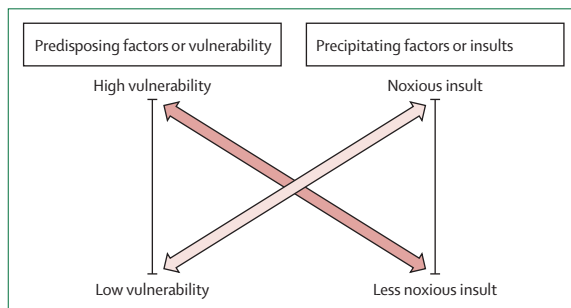 Predisposing factors or vulnerability
Precipitating factors or insults
High vulnerability
Noxious insult
Low vulnerability
Less noxious insult